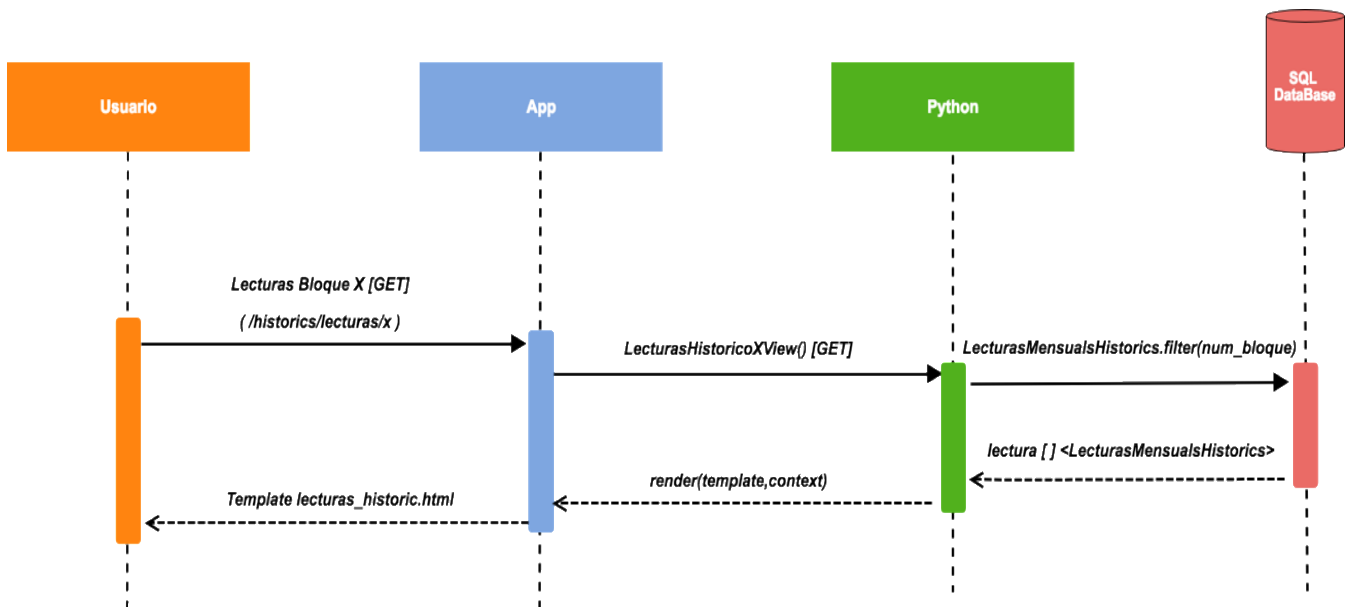 Usuario
App
Python
SQL
DataBase
Lecturas Bloque X [GET]
( /historics/lecturas/x )
LecturasHistoricoXView() [GET]
LecturasMensualsHistorics.filter(num_bloque)
lectura [ ] <LecturasMensualsHistorics>
render(template,context)
Template lecturas_historic.html